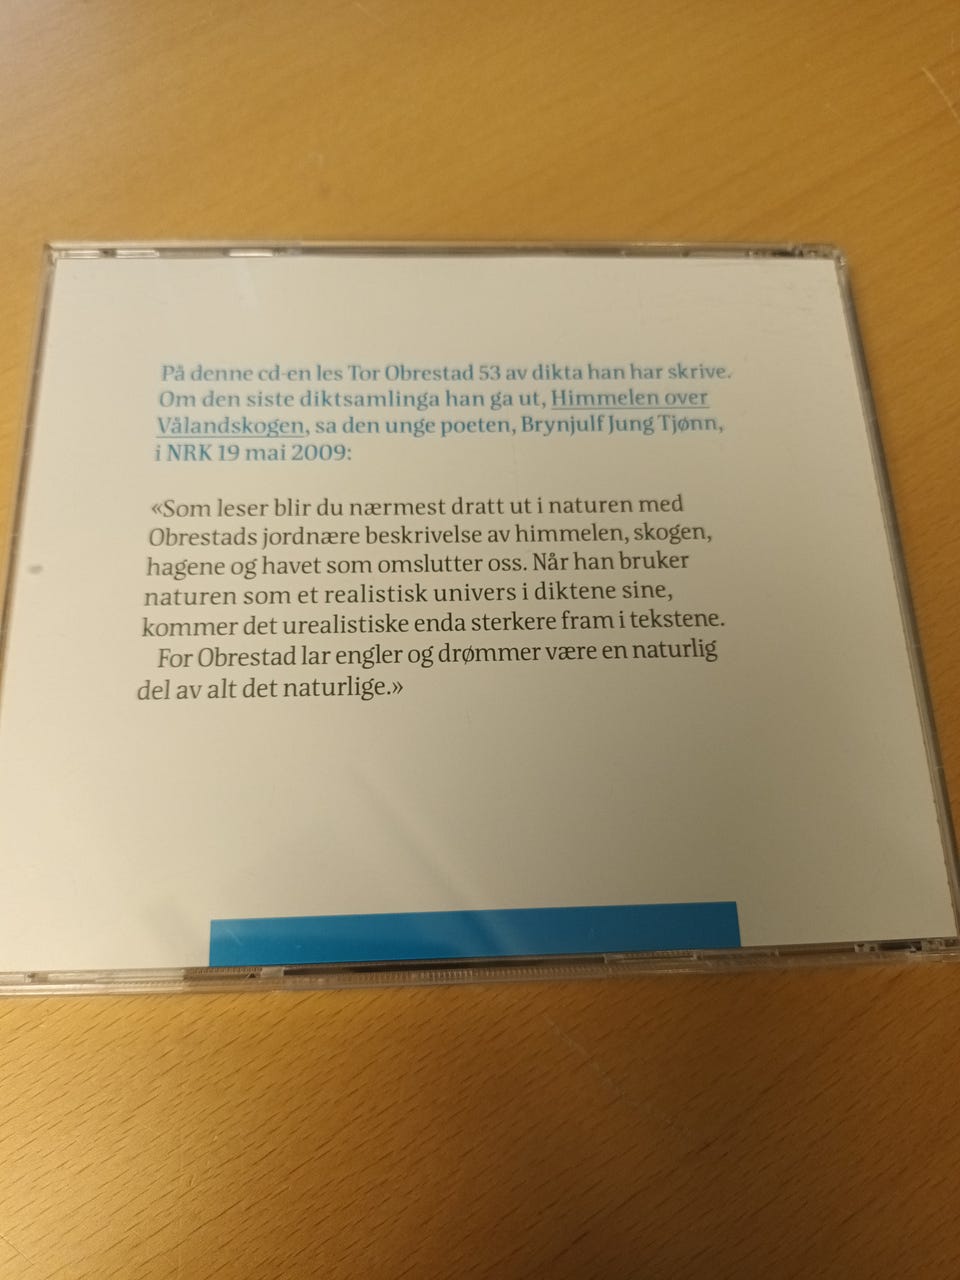 På denne cd-en les Tor Obrestad 53 av dikta han har skrive.
Om den siste diktsamlinga han ga ut, Himmelen over
Vålandskogen, sa den unge poeten, Brynjulf Jung Tjønn,
i NRK 19 mai 2009:
«Som leser blir du nærmest dratt ut i naturen med
Obrestads jordnære beskrivelse av himmelen, skogen,
hagene og havet som omslutter oss. Når han bruker
naturen som et realistisk univers i diktene sine,
kommer det urealistiske enda sterkere fram i tekstene.
For Obrestad lar engler og drømmer være en naturlig
del av alt det naturlige.»